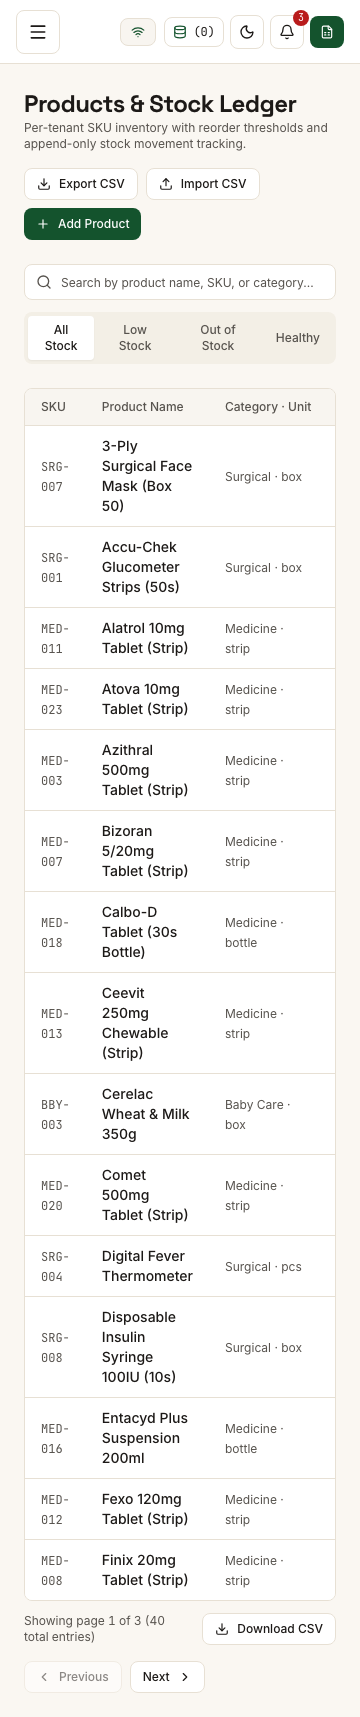 (0)
3
Products & Stock Ledger
Per-tenant SKU inventory with reorder thresholds and
append-only stock movement tracking.
Export CSV
Import CSV
Add Product
Search by product name, SKU, or category...
All
Stock
Low
Stock
Out of
Stock
Healthy
SKU
Product Name
Category · Unit
SRG-
007
3-Ply
Surgical Face
Mask (Box
50)
Surgical · box
SRG-
001
Accu-Chek
Glucometer
Strips (50s)
Surgical · box
MED-
011
Alatrol 10mg
Tablet (Strip)
Medicine ·
strip
MED-
023
Atova 10mg
Tablet (Strip)
Medicine ·
strip
MED-
003
Azithral
500mg
Tablet (Strip)
Medicine ·
strip
MED-
007
Bizoran
5/20mg
Tablet (Strip)
Medicine ·
strip
MED-
018
Calbo-D
Tablet (30s
Bottle)
Medicine ·
bottle
MED-
013
Ceevit
250mg
Chewable
(Strip)
Medicine ·
strip
BBY-
003
Cerelac
Wheat & Milk
350g
Baby Care ·
box
MED-
020
Comet
500mg
Tablet (Strip)
Medicine ·
strip
SRG-
004
Digital Fever
Thermometer
Surgical · pcs
SRG-
008
Disposable
Insulin
Syringe
100IU (10s)
Surgical · box
MED-
016
Entacyd Plus
Suspension
200ml
Medicine ·
bottle
MED-
012
Fexo 120mg
Tablet (Strip)
Medicine ·
strip
MED-
008
Finix 20mg
Tablet (Strip)
Medicine ·
strip
Showing page 1 of 3 (40
total entries)
Download CSV
Previous
Next